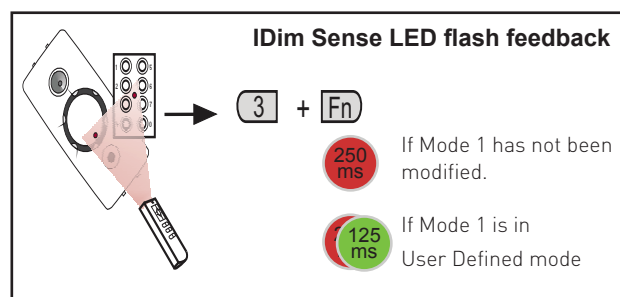 IDim Sense LED flash feedback
3 + Fn
250
ms
If Mode 1 has not been
modified.
125
ms
If Mode 1 is in
User Defined mode